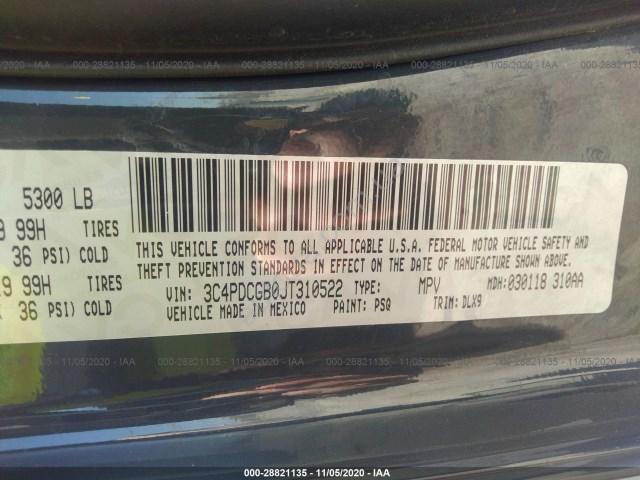 000-28821135 - 11/05/2020 - IAA
5300 LB
99H TIRES
36 PSI) COLD
99H TIRES
36 PSI) COLD
THIS VEHICLE CONFORMS TO ALL APPLICABLE U.S.A. FEDERAL MOTOR VEHICLE SAFETY AND
THEFT PREVENTION STANDARDS IN EFFECT ON THE DATE OF MANUFACTURE SHOWN ABOVE.
VIN: 3C4PDCGB0JT310522 TYPE: MPV MDH:030118 310AA
VEHICLE MADE IN MEXICO PAINT: PSQ TRIM: DLX9
000-28821135 - 11/05/2020 - IAA
000-28821135 - 11/05/2020 - IAA